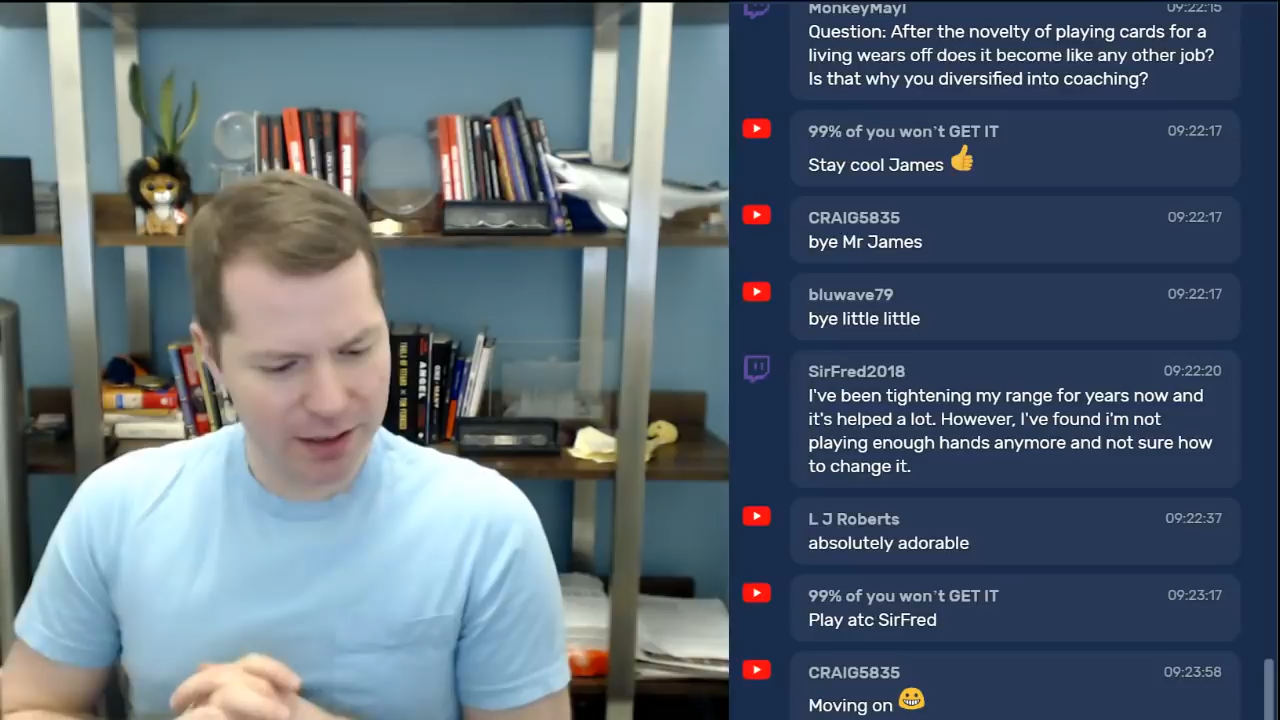 MonkeyMayI
09:22:15
Question: After the novelty of playing cards for a
living wears off does it become like any other job?
Is that why you diversified into coaching?
99% of you won't GET IT
09:22:17
Stay cool James 👍
CRAIG5835
09:22:17
bye Mr James
bluwave79
09:22:17
bye little little
SirFred2018
09:22:20
I've been tightening my range for years now and
it's helped a lot. However, I've found i'm not
playing enough hands anymore and not sure how
to change it.
L J Roberts
09:22:37
absolutely adorable
99% of you won't GET IT
09:23:17
Play atc SirFred
CRAIG5835
09:23:58
Moving on 😀
ANGEL